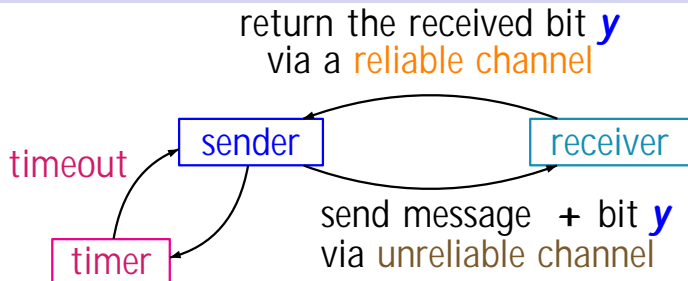 return the received bit y
via a reliable channel
sender
receiver
timeout
send message + bit y
via unreliable channel
timer